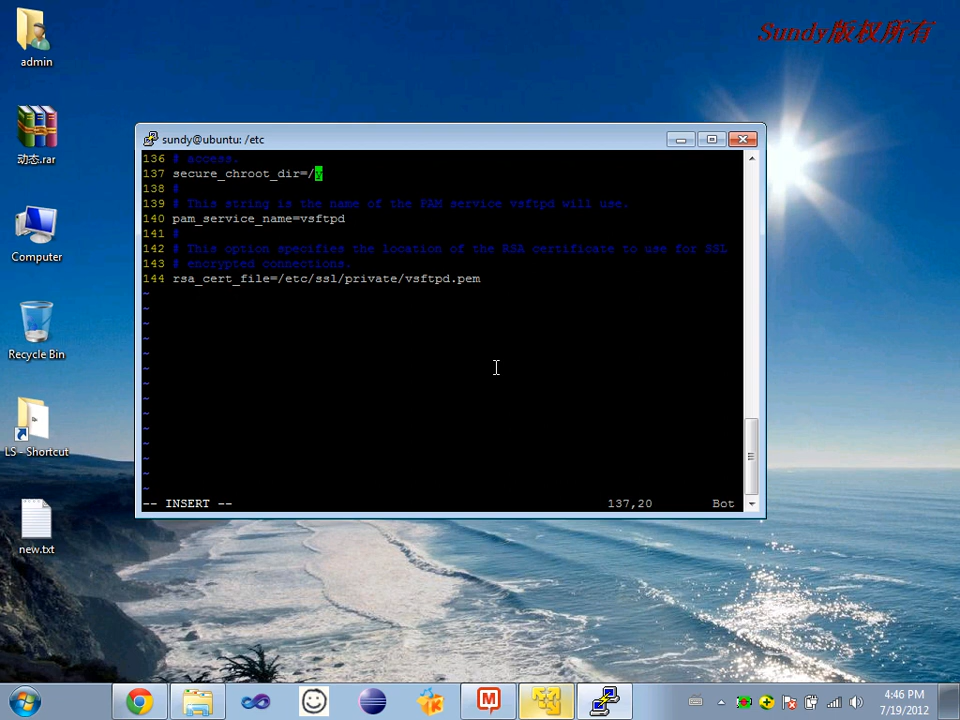 Sundy版权所有
admin
动态.rar
Computer
Recycle Bin
LS - Shortcut
new.txt
sundy@ubuntu: /etc
136 # access.
137 secure_chroot_dir=/y
138 #
139 # This string is the name of the PAM service vsftpd will use.
140 pam_service_name=vsftpd
141 #
142 # This option specifies the location of the RSA certificate to use for SSL
143 # encrypted connections.
144 rsa_cert_file=/etc/ssl/private/vsftpd.pem
~
~
~
~
~
~
~
~
~
~
~
~
~
~
-- INSERT -- 137,20 Bot
4:46 PM
7/19/2012